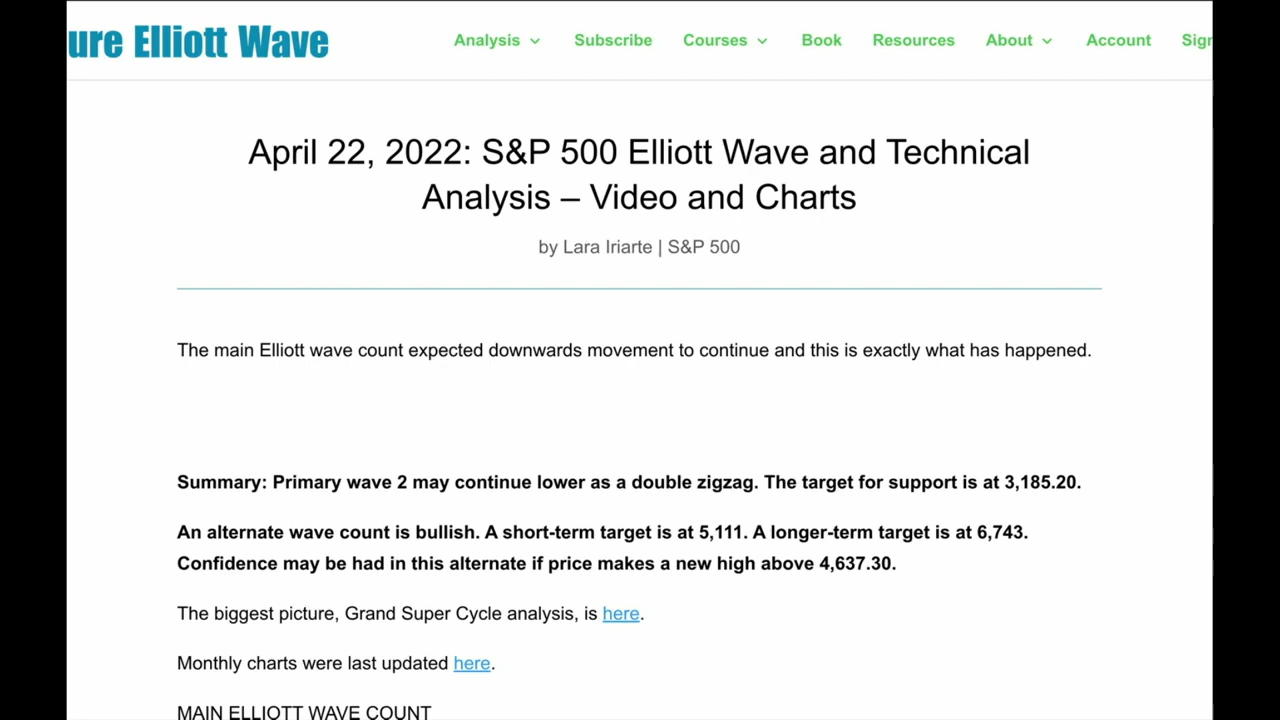 ure Elliott Wave
Analysis Subscribe Courses Book Resources About Account Sign
April 22, 2022: S&P 500 Elliott Wave and Technical
Analysis – Video and Charts
by Lara Iriarte | S&P 500
The main Elliott wave count expected downwards movement to continue and this is exactly what has happened.
Summary: Primary wave 2 may continue lower as a double zigzag. The target for support is at 3,185.20.
An alternate wave count is bullish. A short-term target is at 5,111. A longer-term target is at 6,743.
Confidence may be had in this alternate if price makes a new high above 4,637.30.
The biggest picture, Grand Super Cycle analysis, is here.
Monthly charts were last updated here.
MAIN ELLIOTT WAVE COUNT